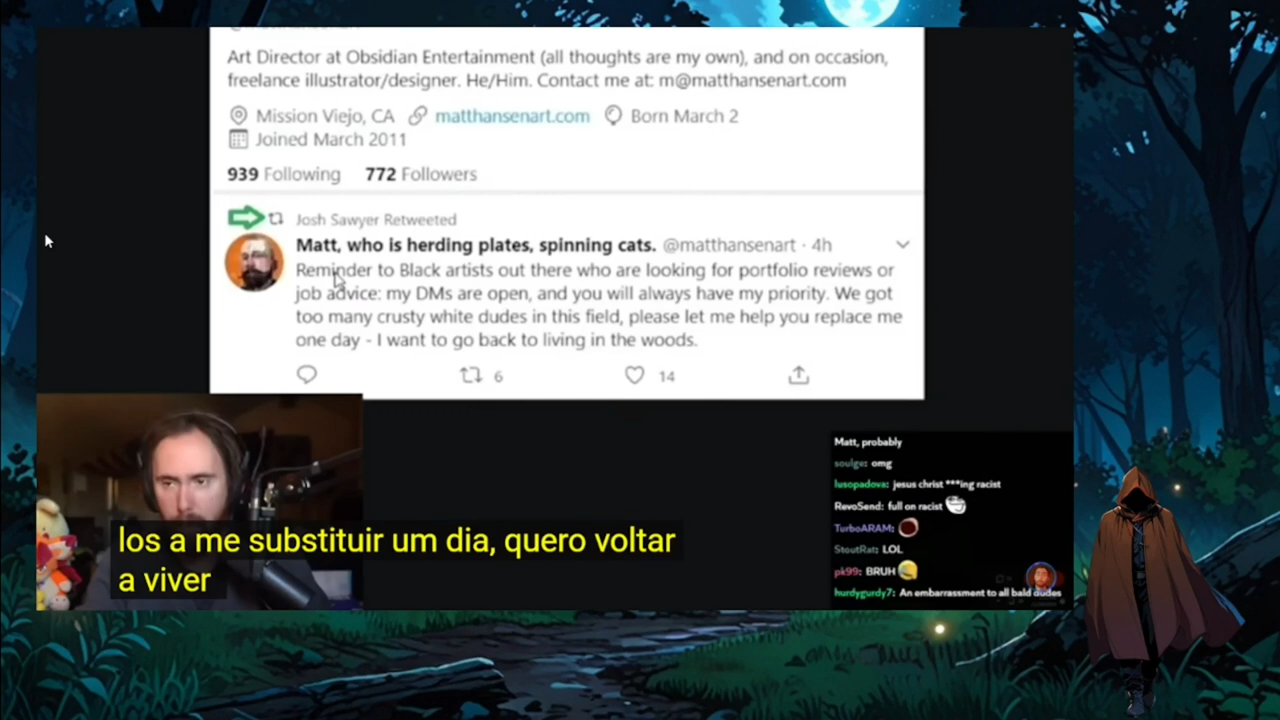 Art Director at Obsidian Entertainment (all thoughts are my own), and on occasion,
freelance illustrator/designer. He/Him. Contact me at: m@matthansenart.com
Mission Viejo, CA matthansenart.com Born March 2
Joined March 2011
939 Following 772 Followers
Josh Sawyer Retweeted
Matt, who is herding plates, spinning cats. @matthansenart · 4h
Reminder to Black artists out there who are looking for portfolio reviews or
job advice: my DMs are open, and you will always have my priority. We got
too many crusty white dudes in this field, please let me help you replace me
one day - I want to go back to living in the woods.
6 14
Matt, probably
soulge: omg
lusopadova: jesus christ ***ing racist
RevoSend: full on racist
TurboARAM:
StoutRat: LOL
pk99: BRUH
hurdygurdy7: An embarrassment to all bald dudes
los a me substituir um dia, quero voltar
a viver